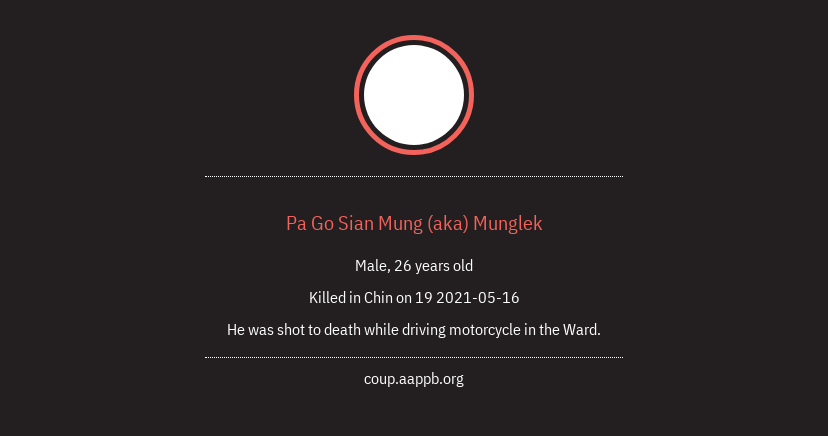 Pa Go Sian Mung (aka) Munglek
Male, 26 years old
Killed in Chin on 19 2021-05-16
He was shot to death while driving motorcycle in the Ward.
coup.aappb.org